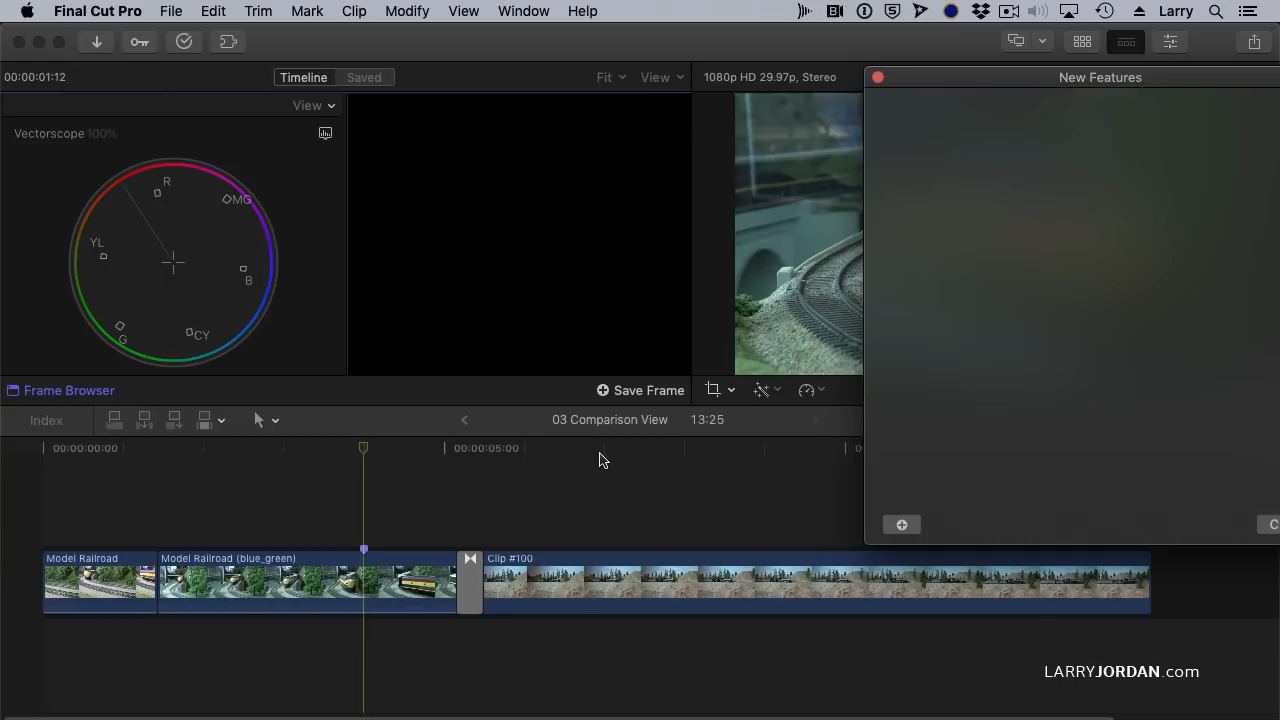 Final Cut Pro File Edit Trim Mark Clip Modify View Window Help Larry
00:00:01:12 Timeline Saved Fit View 1080p HD 29.97p, Stereo New Features
View
Vectorscope 100%
R
MG
YL
B
G
CY
Frame Browser Save Frame
Index 03 Comparison View 13:25
00:00:00:00 00:00:05:00
Model Railroad Model Railroad (blue_green) Clip #100
LARRYJORDAN.com